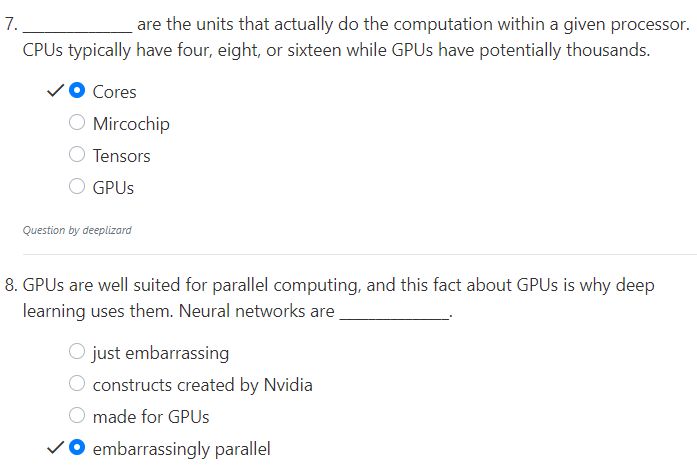 7. ______________ are the units that actually do the computation within a given processor.
CPUs typically have four, eight, or sixteen while GPUs have potentially thousands.
Cores
Mircochip
Tensors
GPUs
Question by deeplizard
8. GPUs are well suited for parallel computing, and this fact about GPUs is why deep
learning uses them. Neural networks are ______________.
just embarrassing
constructs created by Nvidia
made for GPUs
embarrassingly parallel